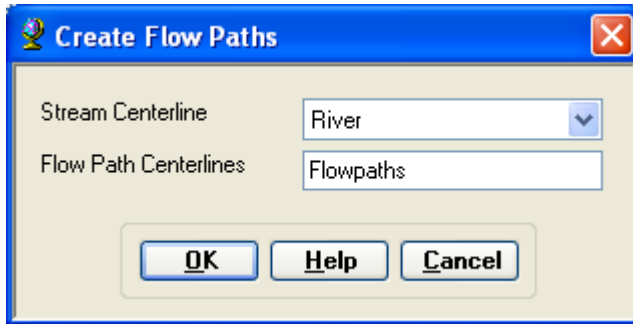 Create Flow Paths
Stream Centerline River
Flow Path Centerlines Flowpaths
OK Help Cancel